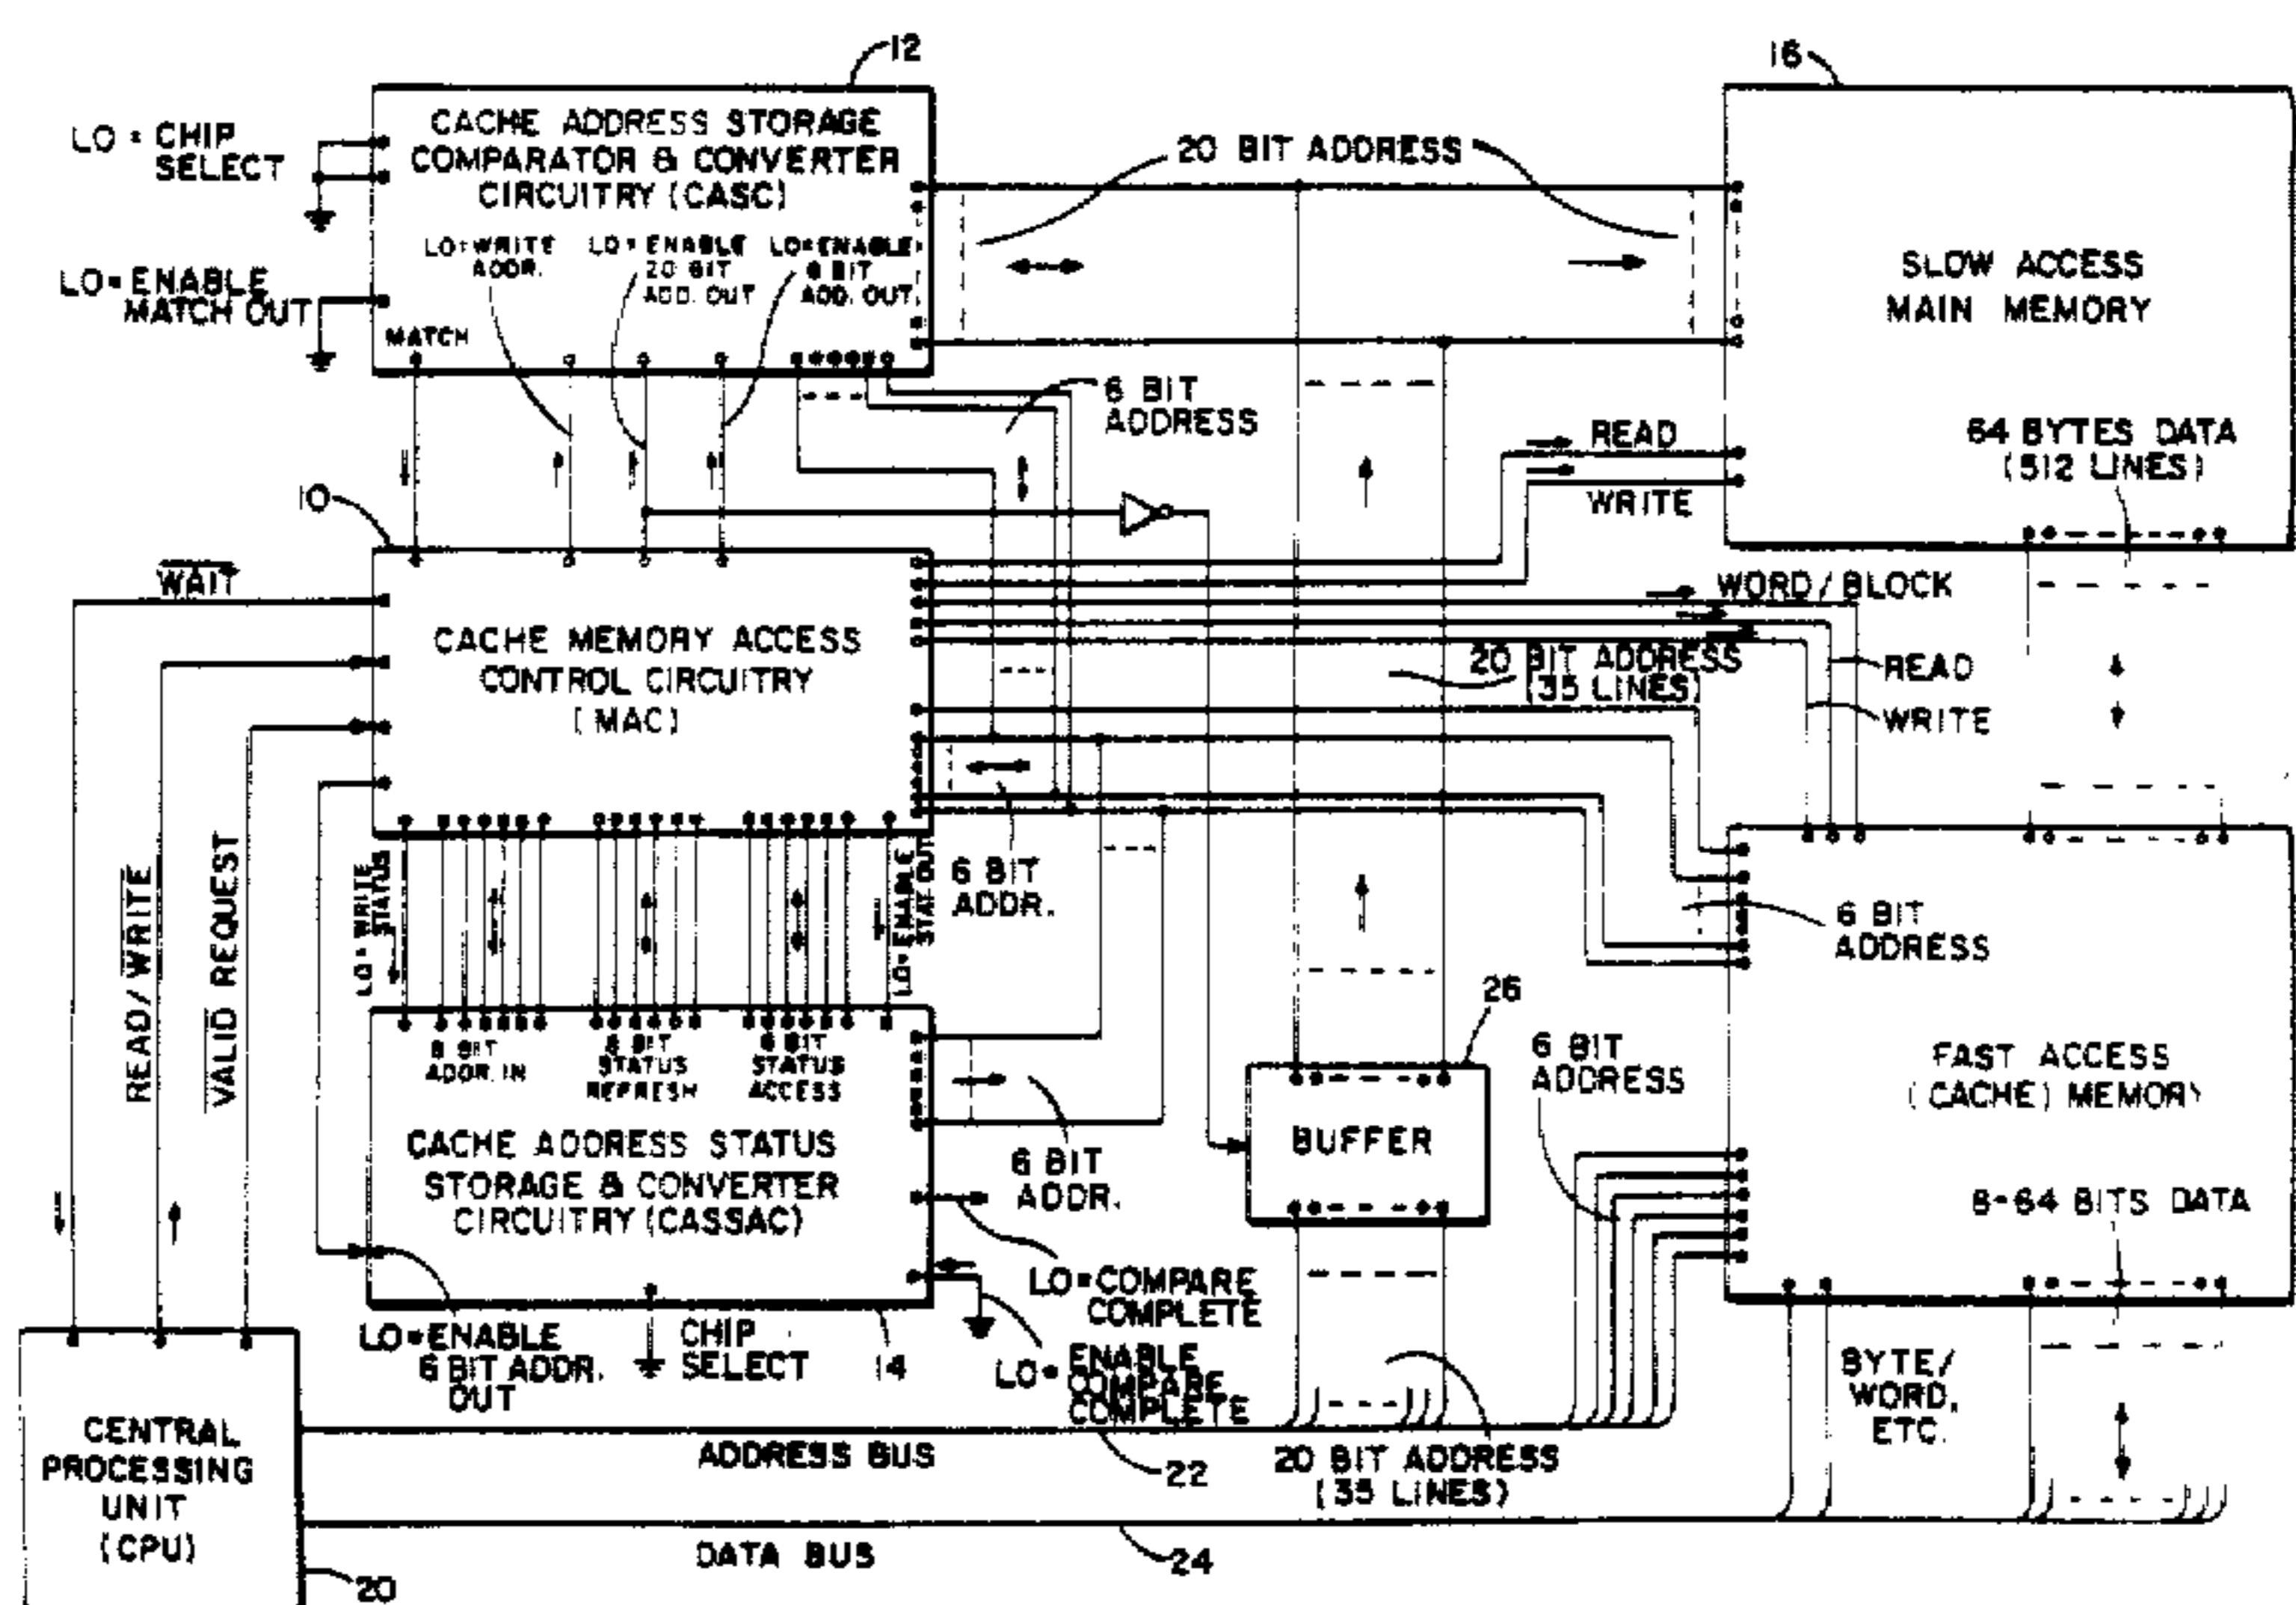 12
16
LO = CHIP
SELECT
CACHE ADDRESS STORAGE
COMPARATOR & CONVERTER
CIRCUITRY (CASC)
20 BIT ADDRESS
LO=WRITE
ADDR.
LO=ENABLE
20 BIT
ADD. OUT
LO=ENABLE
6 BIT
ADD. OUT.
LO=ENABLE
MATCH OUT
MATCH
SLOW ACCESS
MAIN MEMORY
6 BIT
ADDRESS
64 BYTES DATA
(512 LINES)
READ
WRITE
10
WAIT
WORD/BLOCK
CACHE MEMORY ACCESS
CONTROL CIRCUITRY
(MAC)
20 BIT ADDRESS
(35 LINES)
READ
WRITE
READ/WRITE
VALID REQUEST
LO=WRITE
STATUS
LO=ENABLE
STAT OUT
6 BIT
ADDR.
6 BIT
ADDRESS
26
6 BIT
ADDR. IN
6 BIT
STATUS
REFRESH
6 BIT
STATUS
ACCESS
6 BIT
ADDRESS
FAST ACCESS
(CACHE) MEMORY
CACHE ADDRESS STATUS
STORAGE & CONVERTER
CIRCUITRY (CASSAC)
6 BIT
ADDR.
BUFFER
8-64 BITS DATA
LO=COMPARE
COMPLETE
LO=ENABLE
6 BIT ADDR.
OUT
CHIP
SELECT
14
LO= ENABLE
COMPARE
COMPLETE
BYTE/
WORD,
ETC.
CENTRAL
PROCESSING
UNIT
(CPU)
ADDRESS BUS
22
20 BIT ADDRESS
(35 LINES)
DATA BUS
24
20